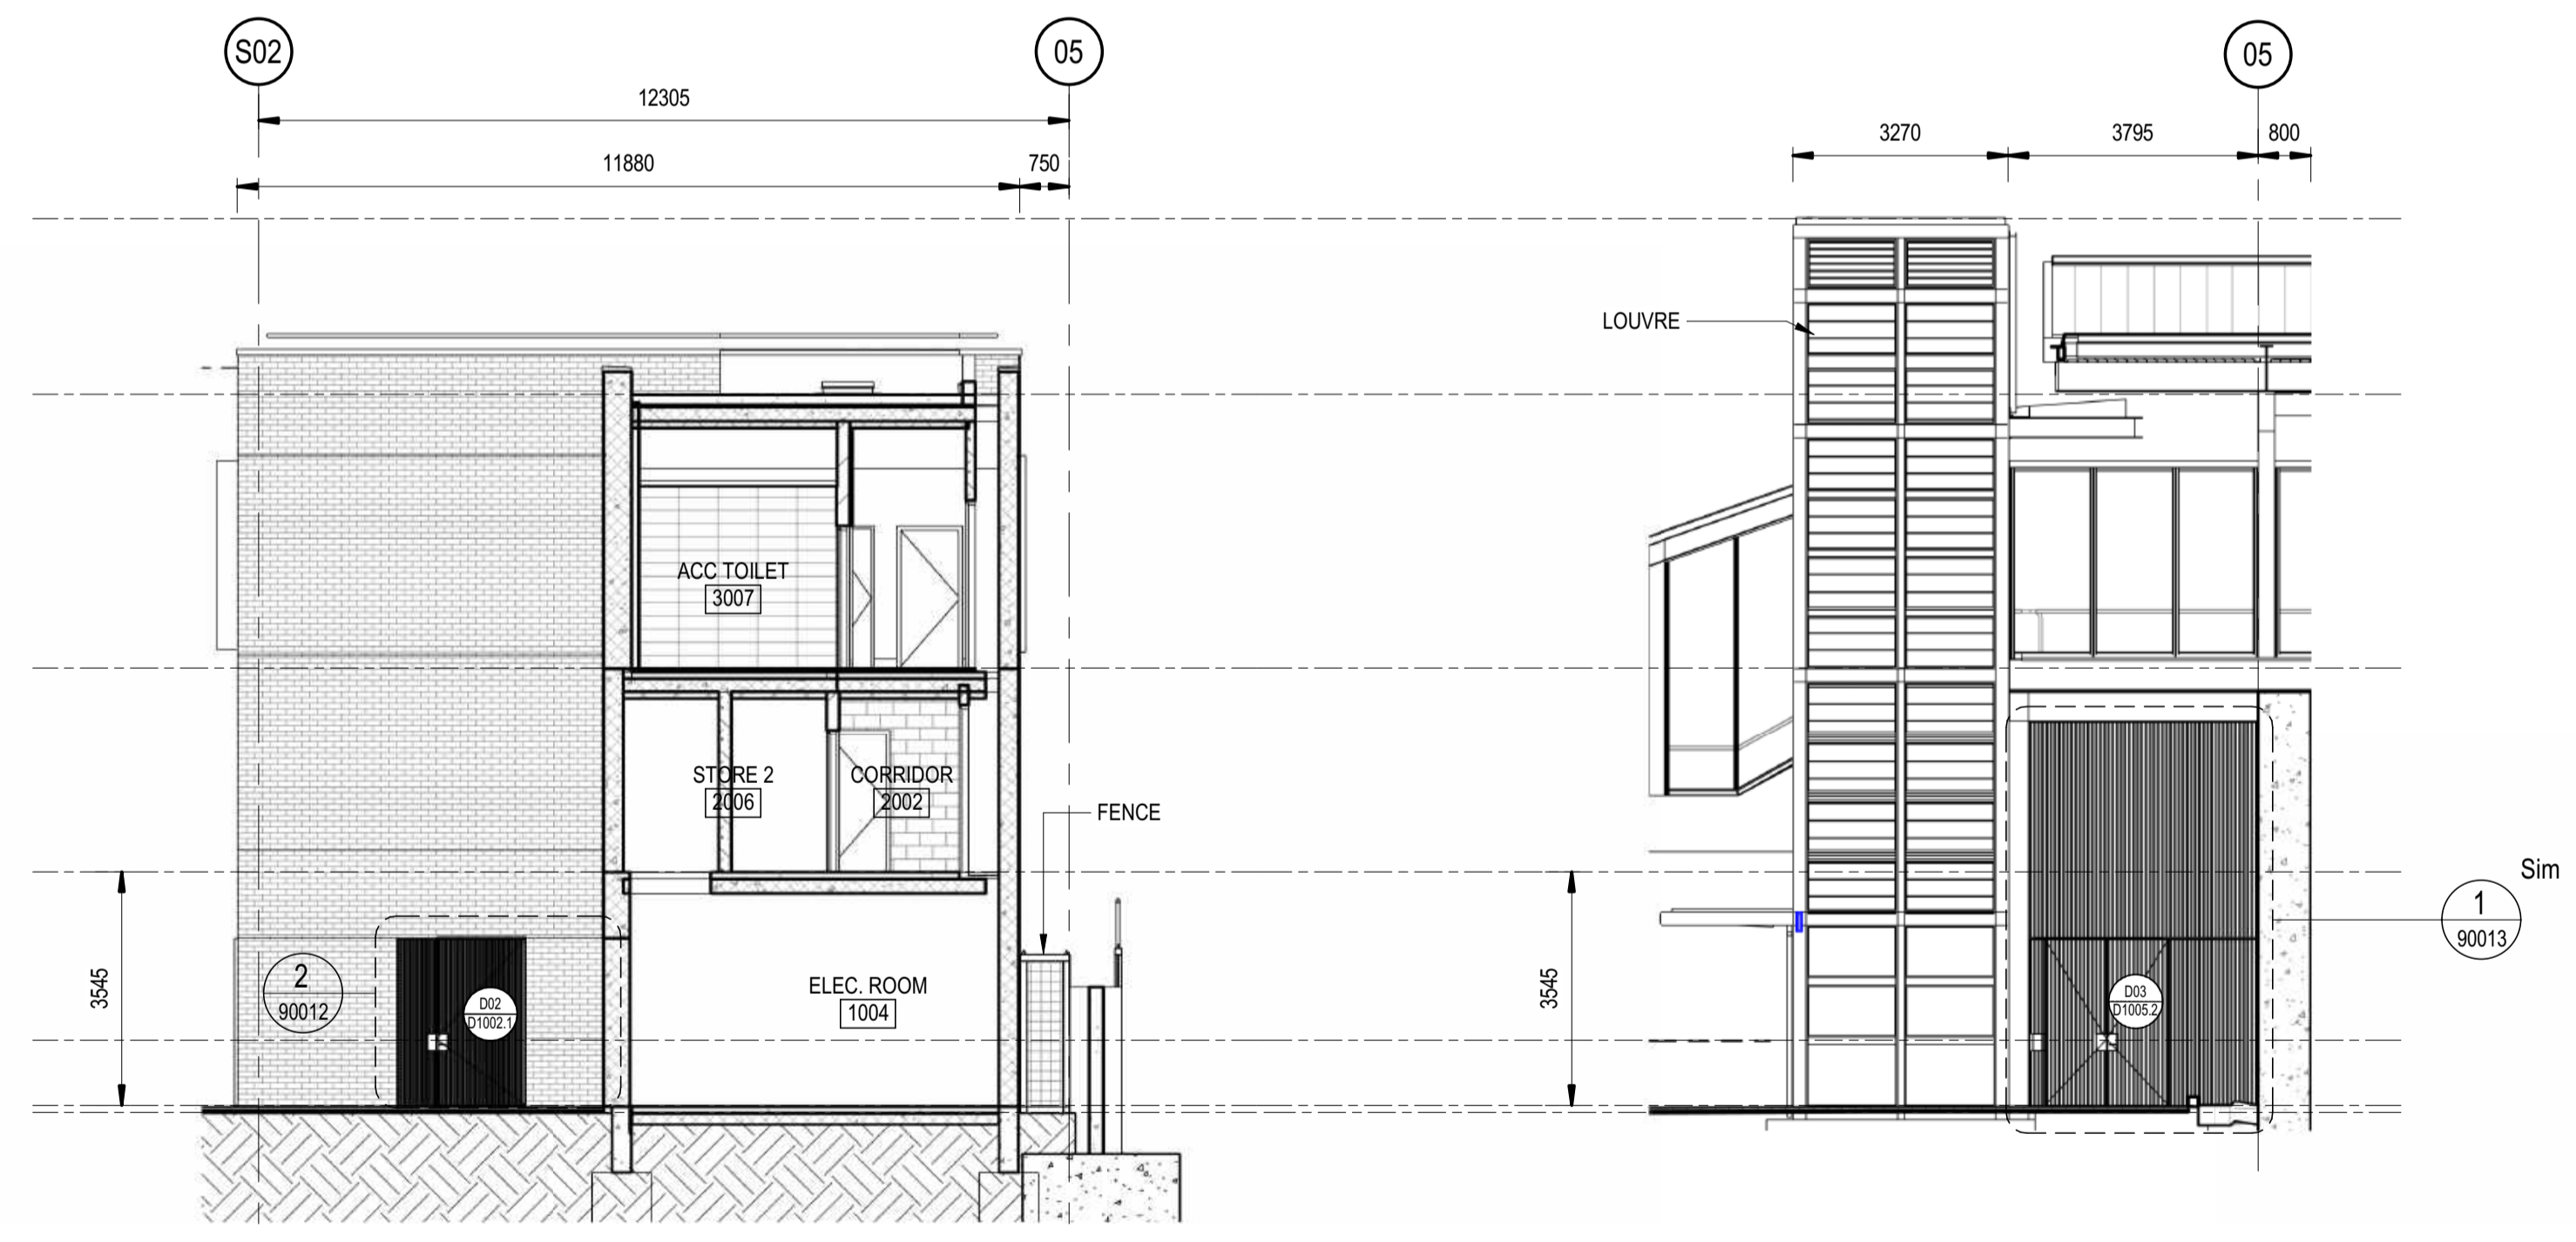 S02
05
05
12305
11880
750
3270
3795
800
LOUVRE
ACC TOILET
3007
STORE 2
2006
CORRIDOR
2002
FENCE
Sim
1
90013
3545
2
90012
D02
D1002.1
ELEC. ROOM
1004
3545
D03
D1005.2